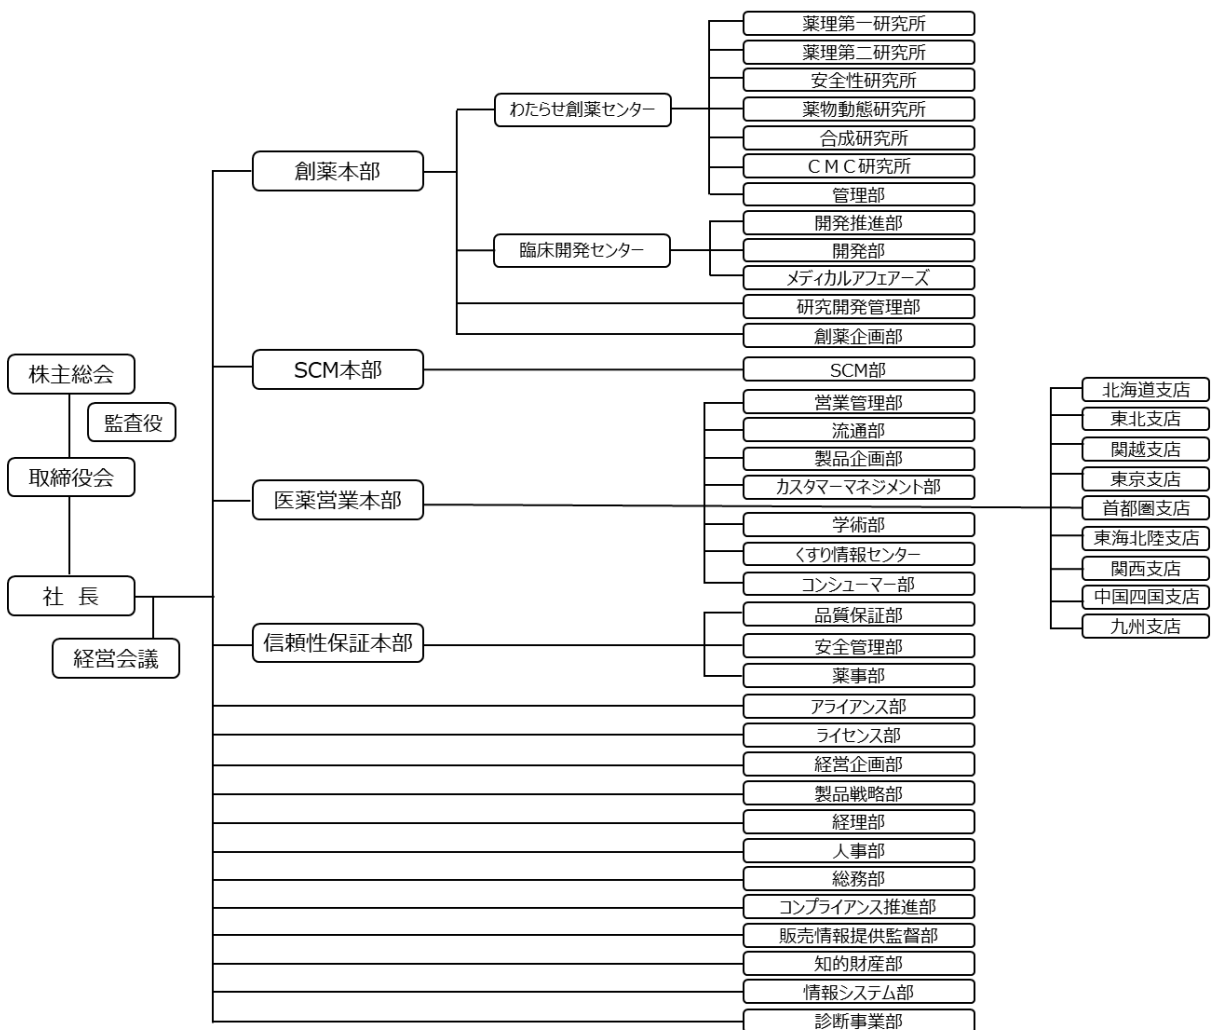 株主総会
監査役
取締役会
社 長
経営会議
創薬本部
わたらせ創薬センター
薬理第一研究所
薬理第二研究所
安全性研究所
薬物動態研究所
合成研究所
ＣＭＣ研究所
管理部
臨床開発センター
開発推進部
開発部
メディカルアフェアーズ
研究開発管理部
創薬企画部
SCM本部
SCM部
医薬営業本部
営業管理部
流通部
製品企画部
カスタマーマネジメント部
学術部
くすり情報センター
コンシューマー部
北海道支店
東北支店
関越支店
東京支店
首都圏支店
東海北陸支店
関西支店
中国四国支店
九州支店
信頼性保証本部
品質保証部
安全管理部
薬事部
アライアンス部
ライセンス部
経営企画部
製品戦略部
経理部
人事部
総務部
コンプライアンス推進部
販売情報提供監督部
知的財産部
情報システム部
診断事業部